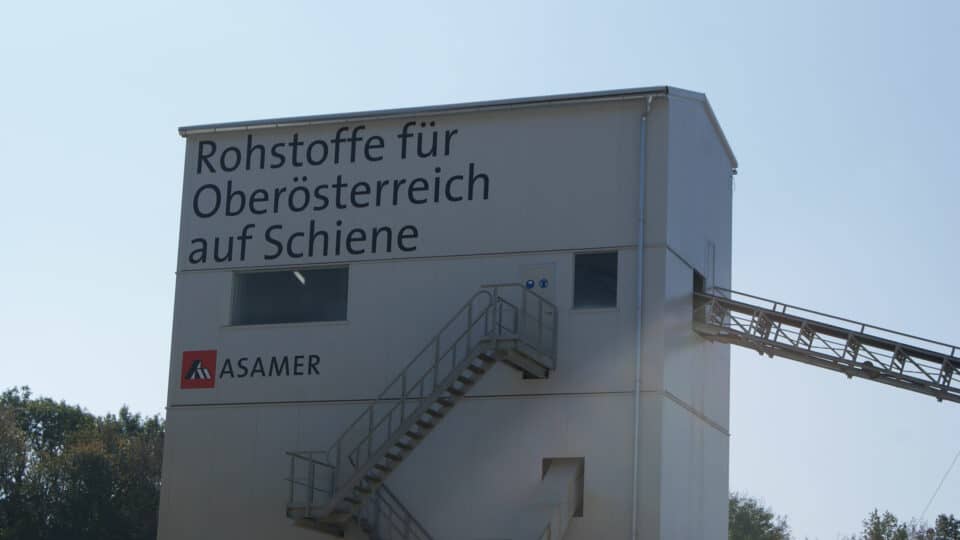 Rohstoffe für
Oberösterreich
auf Schiene
ASAMER